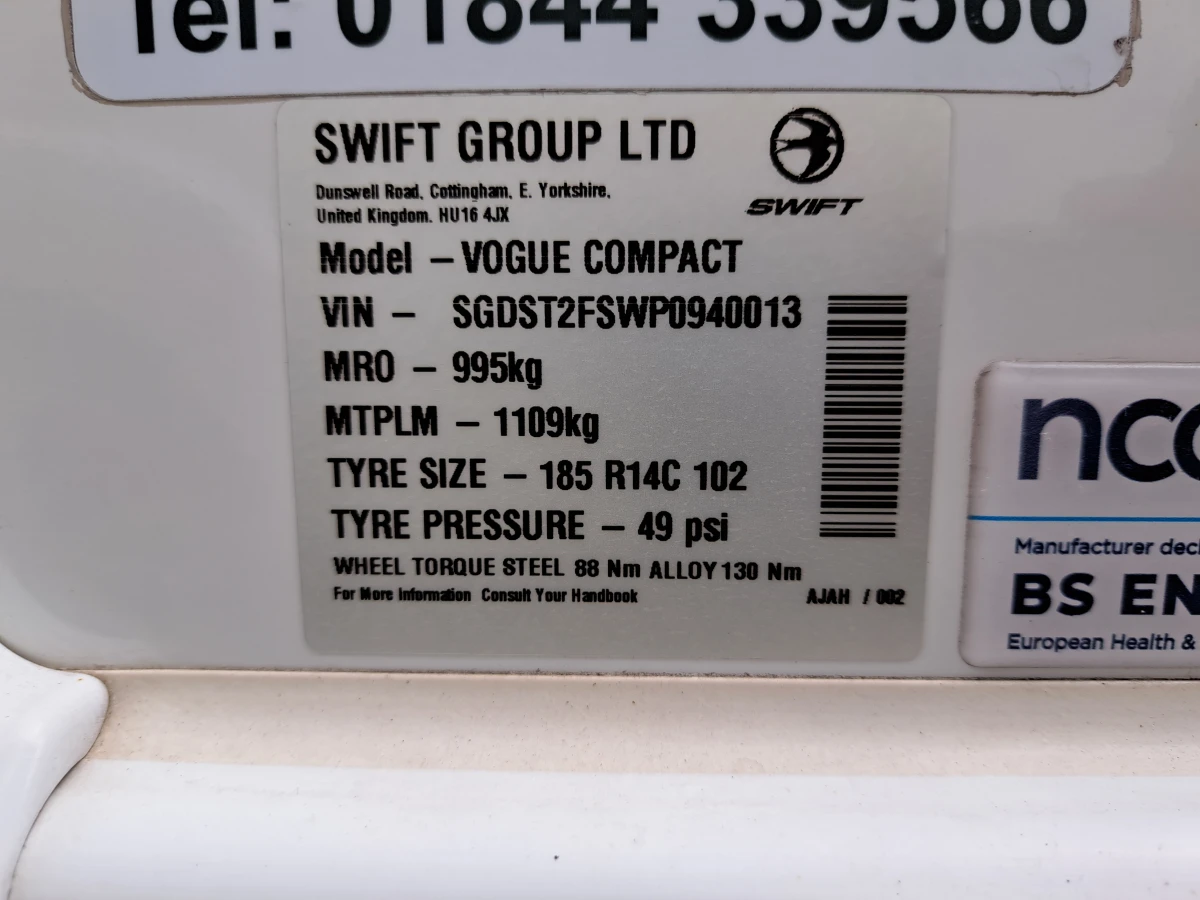 Tel: 01844 339566
SWIFT GROUP LTD
Dunswell Road, Cottingham, E. Yorkshire,
United Kingdom. HU16 4JX
SWIFT
Model – VOGUE COMPACT
VIN – SGDST2FSWP0940013
MRO – 995kg
MTPLM – 1109kg
TYRE SIZE – 185 R14C 102
TYRE PRESSURE – 49 psi
WHEEL TORQUE STEEL 88 Nm ALLOY 130 Nm
For More Information Consult Your Handbook
AJAH / 002
Manufacturer
BS EN
European Health &